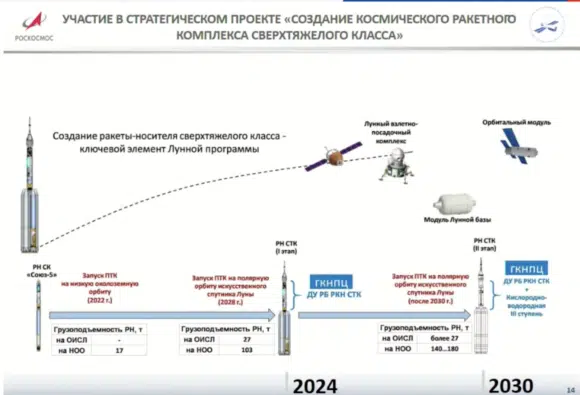 РОСКОСМОС
УЧАСТИЕ В СТРАТЕГИЧЕСКОМ ПРОЕКТЕ «СОЗДАНИЕ КОСМИЧЕСКОГО РАКЕТНОГО
КОМПЛЕКСА СВЕРХТЯЖЕЛОГО КЛАССА»
Создание ракеты-носителя сверхтяжелого класса -
ключевой элемент Лунной программы
Лунный взлетно-
посадочный
комплекс
Орбитальный модуль
Модуль Лунной базы
РН СК
«Союз-5»
Запуск ПТК
на низкую околоземную
орбиту
(2022 г.)
Грузоподъемность РН, т
на ОИСЛ -
на НОО 17
Запуск ПТК на полярную
орбиту искусственного
спутника Луны
(2028 г.)
Грузоподъемность РН, т
на ОИСЛ 27
на НОО 103
РН СТК
(I этап)
ГКНПЦ
ДУ РБ РКН СТК
Запуск ПТК на полярную
орбиту искусственного
спутника Луны
(после 2030 г.)
Грузоподъемность РН, т
на ОИСЛ более 27
на НОО 140...180
РН СТК
(II этап)
ГКНПЦ
ДУ РБ РКН СТК
+
Кислородно-
водородная
III ступень
2024
2030
14